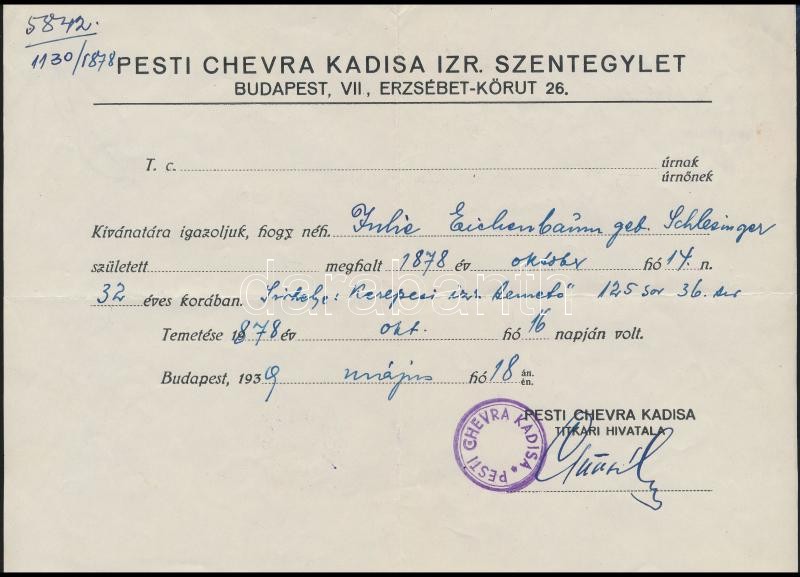 5842.
1130/1878
PESTI CHEVRA KADISA IZR. SZENTEGYLET
BUDAPEST, VII, ERZSÉBET-KÖRUT 26.
T. c. úrnak
úrnőnek
Kivánatára igazoljuk, hogy néh. Julie Eichenbaum geb. Schlesinger
született meghalt 1878 év október hó 14. n.
32 éves korában. Sirhelye: Kerepesi izr. temető 125 sor 36. sir
Temetése 1878 év okt. hó 16 napján volt.
Budapest, 1939 május hó 18 án.
én.
PESTI CHEVRA KADISA
TITKÁRI HIVATALA
PESTI CHEVRA KADISA
darabanth